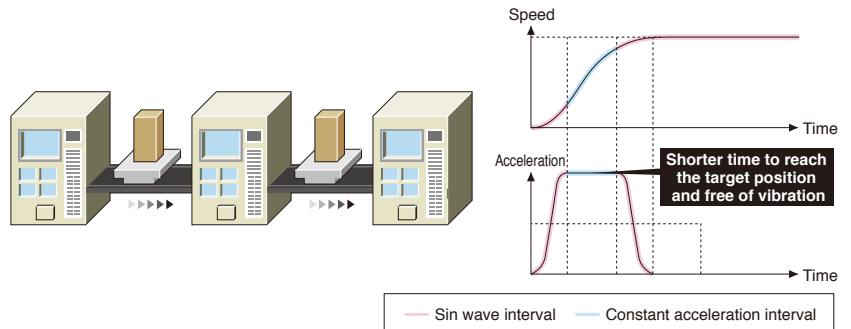 Speed
Time
Acceleration
Shorter time to reach
the target position
and free of vibration
Time
Sin wave interval
Constant acceleration interval